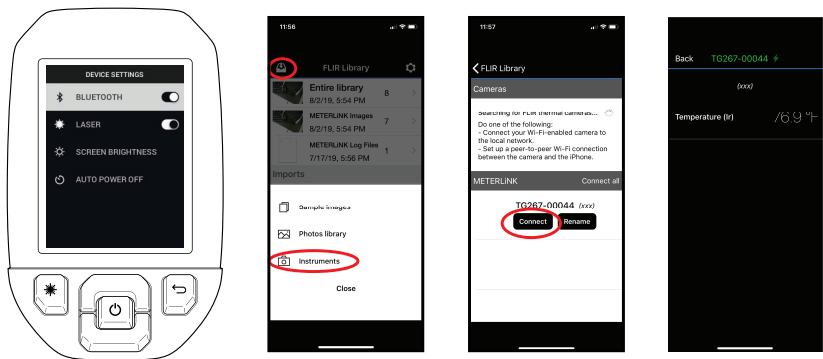 DEVICE SETTINGS
BLUETOOTH
LASER
SCREEN BRIGHTNESS
AUTO POWER OFF
11:56
FLIR Library
Entire library
8/2/19, 5:54 PM
8
METERLiNK Images
8/2/19, 5:54 PM
7
METERLiNK Log Files
7/17/19, 5:56 PM
1
Imports
Sample images
Photos library
Instruments
Close
11:57
FLIR Library
Cameras
Searching for FLIR thermal cameras...
Do one of the following:
- Connect your Wi-Fi-enabled camera to
the local network.
- Set up a peer-to-peer Wi-Fi connection
between the camera and the iPhone.
METERLiNK Connect all
TG267-00044 (xxx)
Connect Rename
Back TG267-00044
(xxx)
Temperature (Ir) 76.9 °F